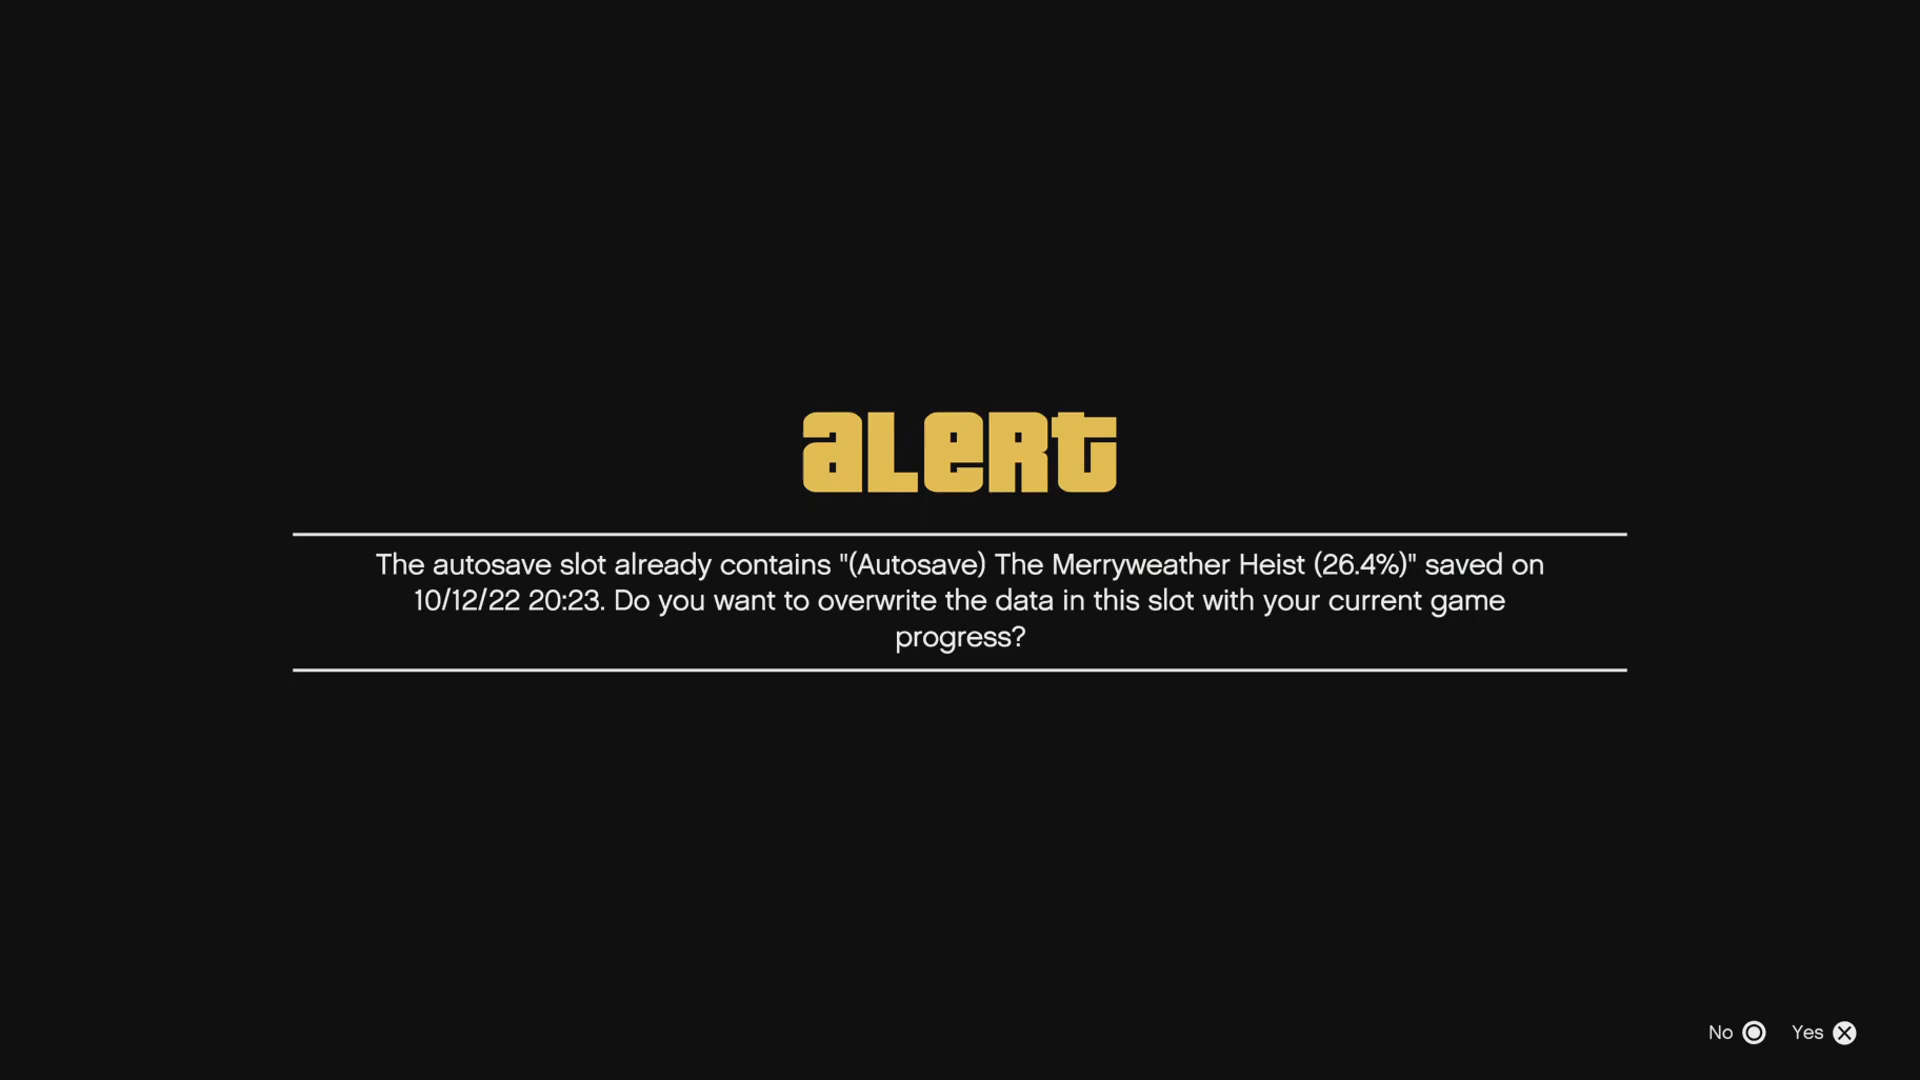 aLeRt
The autosave slot already contains "(Autosave) The Merryweather Heist (26.4%)" saved on
10/12/22 20:23. Do you want to overwrite the data in this slot with your current game
progress?
No Yes